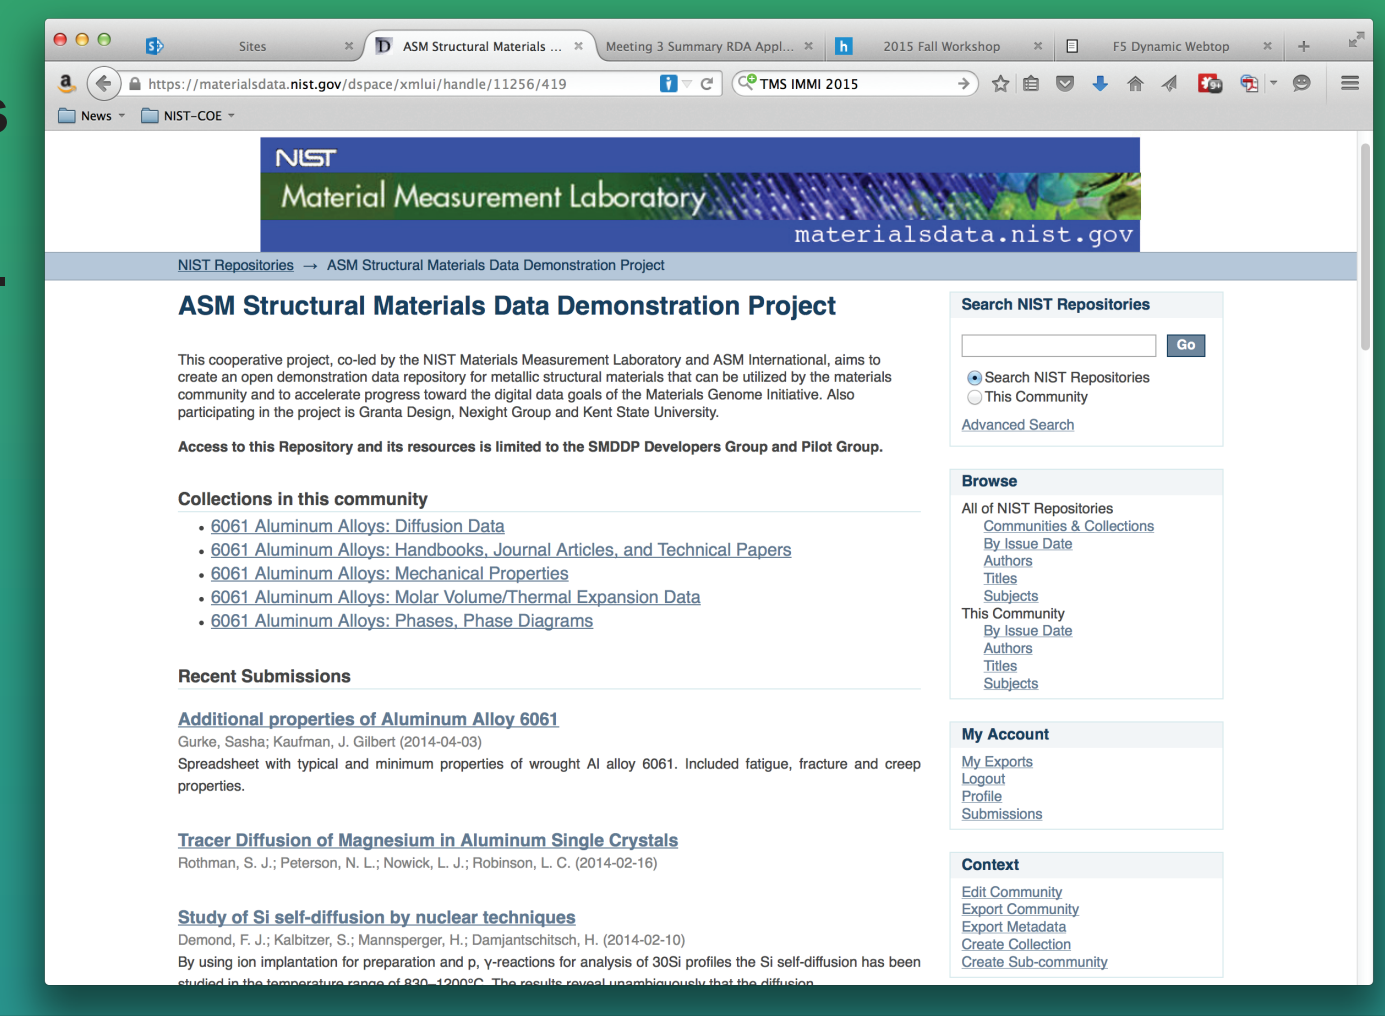 s
Sites
ASM Structural Materials ...
Meeting 3 Summary RDA Appl...
2015 Fall Workshop
F5 Dynamic Webtop
https://materialsdata.nist.gov/dspace/xmlui/handle/11256/419
TMS IMMI 2015
News
NIST-COE
NIST
Material Measurement Laboratory
materialsdata.nist.gov
NIST Repositories → ASM Structural Materials Data Demonstration Project
ASM Structural Materials Data Demonstration Project
This cooperative project, co-led by the NIST Materials Measurement Laboratory and ASM International, aims to
create an open demonstration data repository for metallic structural materials that can be utilized by the materials
community and to accelerate progress toward the digital data goals of the Materials Genome Initiative. Also
participating in the project is Granta Design, Nexight Group and Kent State University.
Access to this Repository and its resources is limited to the SMDDP Developers Group and Pilot Group.
Collections in this community
• 6061 Aluminum Alloys: Diffusion Data
• 6061 Aluminum Alloys: Handbooks, Journal Articles, and Technical Papers
• 6061 Aluminum Alloys: Mechanical Properties
• 6061 Aluminum Alloys: Molar Volume/Thermal Expansion Data
• 6061 Aluminum Alloys: Phases, Phase Diagrams
Recent Submissions
Additional properties of Aluminum Alloy 6061
Gurke, Sasha; Kaufman, J. Gilbert (2014-04-03)
Spreadsheet with typical and minimum properties of wrought Al alloy 6061. Included fatigue, fracture and creep
properties.
Tracer Diffusion of Magnesium in Aluminum Single Crystals
Rothman, S. J.; Peterson, N. L.; Nowick, L. J.; Robinson, L. C. (2014-02-16)
Study of Si self-diffusion by nuclear techniques
Demond, F. J.; Kalbitzer, S.; Mannsperger, H.; Damjantschitsch, H. (2014-02-10)
By using ion implantation for preparation and p, γ-reactions for analysis of 30Si profiles the Si self-diffusion has been
studied in the temperature range of 830–1200°C. The results reveal unambiguously that the diffusion
Search NIST Repositories
Go
Search NIST Repositories
This Community
Advanced Search
Browse
All of NIST Repositories
Communities & Collections
By Issue Date
Authors
Titles
Subjects
This Community
By Issue Date
Authors
Titles
Subjects
My Account
My Exports
Logout
Profile
Submissions
Context
Edit Community
Export Community
Export Metadata
Create Collection
Create Sub-community